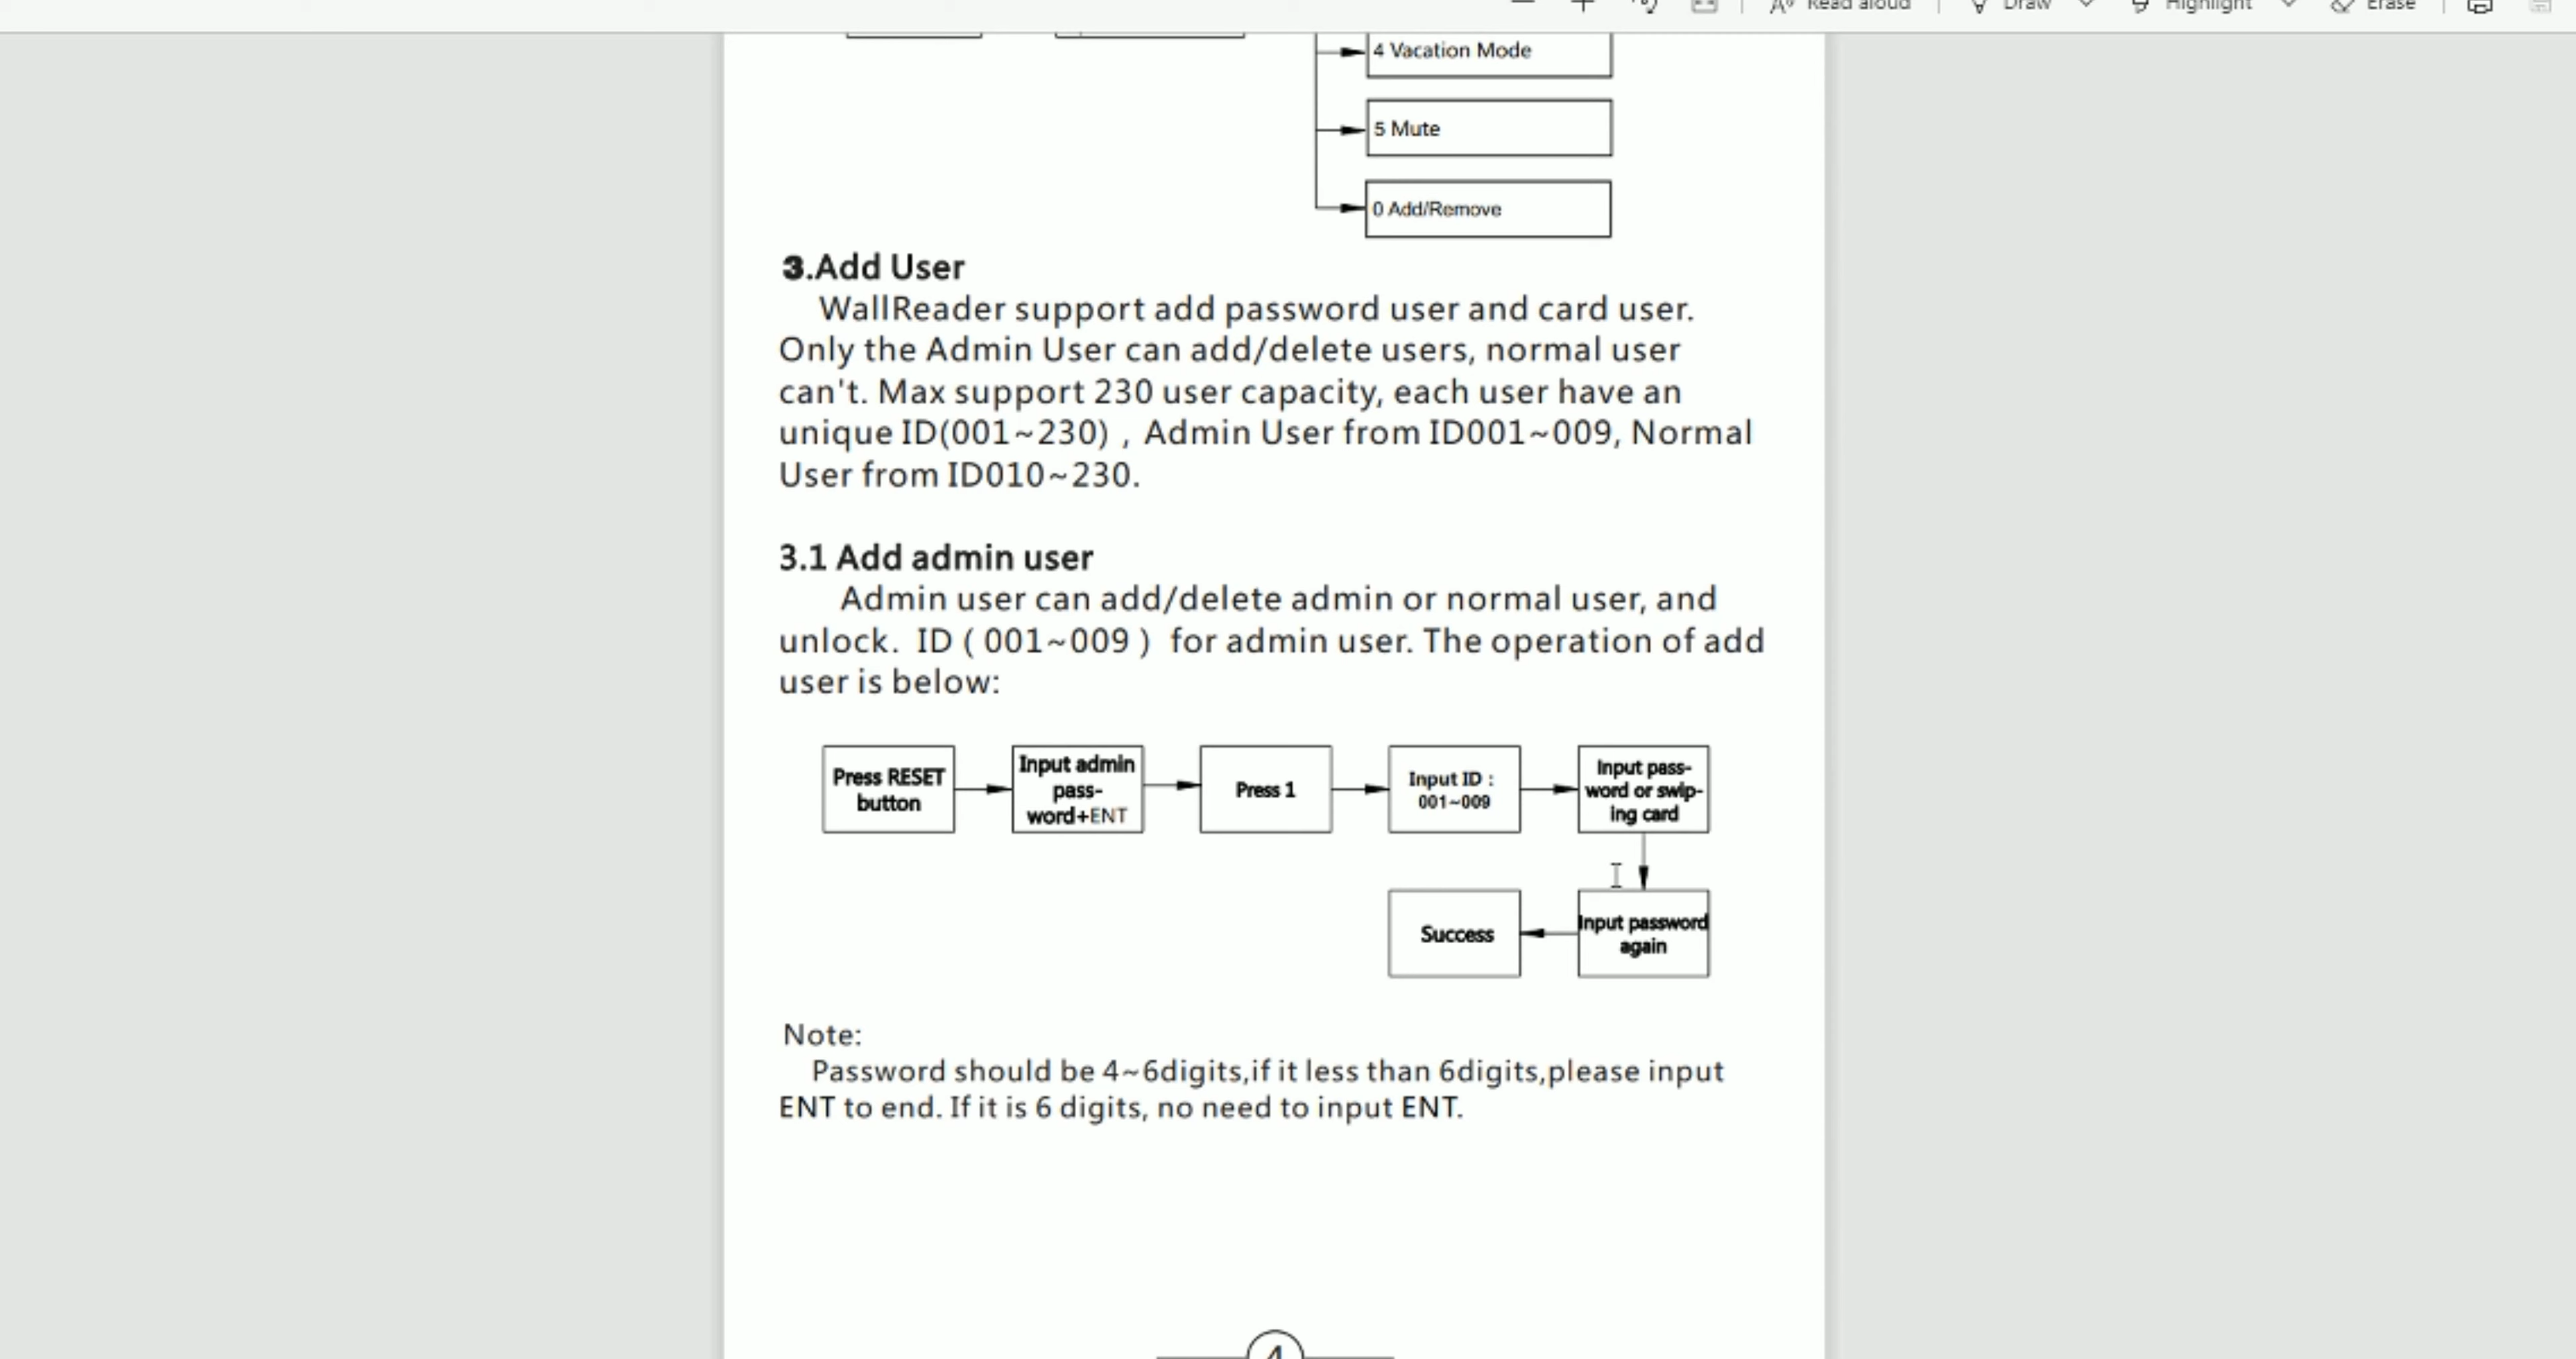 Read aloud
Draw
Highlight
Erase
4 Vacation Mode
5 Mute
0 Add/Remove
3.Add User
WallReader support add password user and card user.
Only the Admin User can add/delete users, normal user
can't. Max support 230 user capacity, each user have an
unique ID(001~230) , Admin User from ID001~009, Normal
User from ID010~230.
3.1 Add admin user
Admin user can add/delete admin or normal user, and
unlock. ID ( 001~009 ) for admin user. The operation of add
user is below:
Press RESET
button
Input admin
pass-
word+ENT
Press 1
Input ID :
001~009
Input pass-
word or swip-
ing card
Input password
again
Success
Note:
Password should be 4~6digits,if it less than 6digits,please input
ENT to end. If it is 6 digits, no need to input ENT.
4